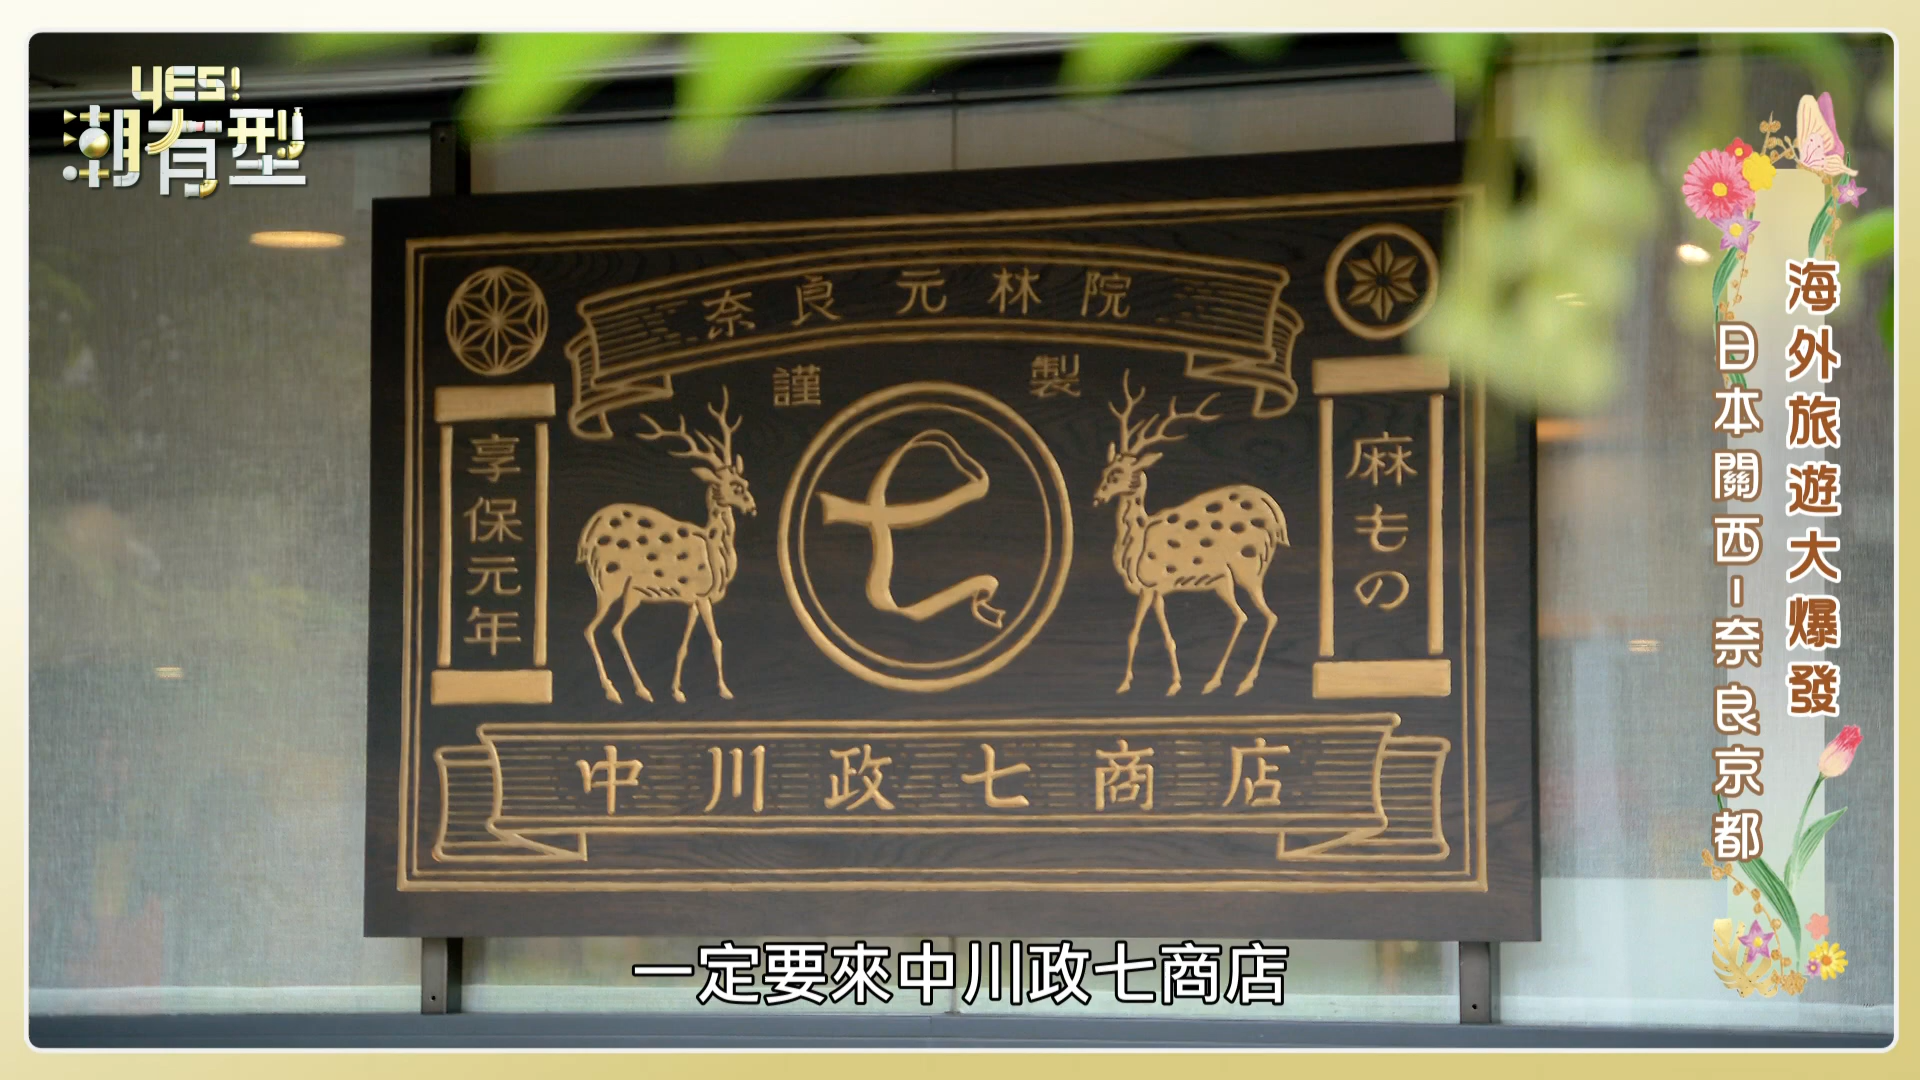 YES!
潮有型
海外旅遊大爆發
日本關西-奈良京都
奈良元林院
謹製
享保元年
麻もの
七
中川政七商店
一定要來中川政七商店